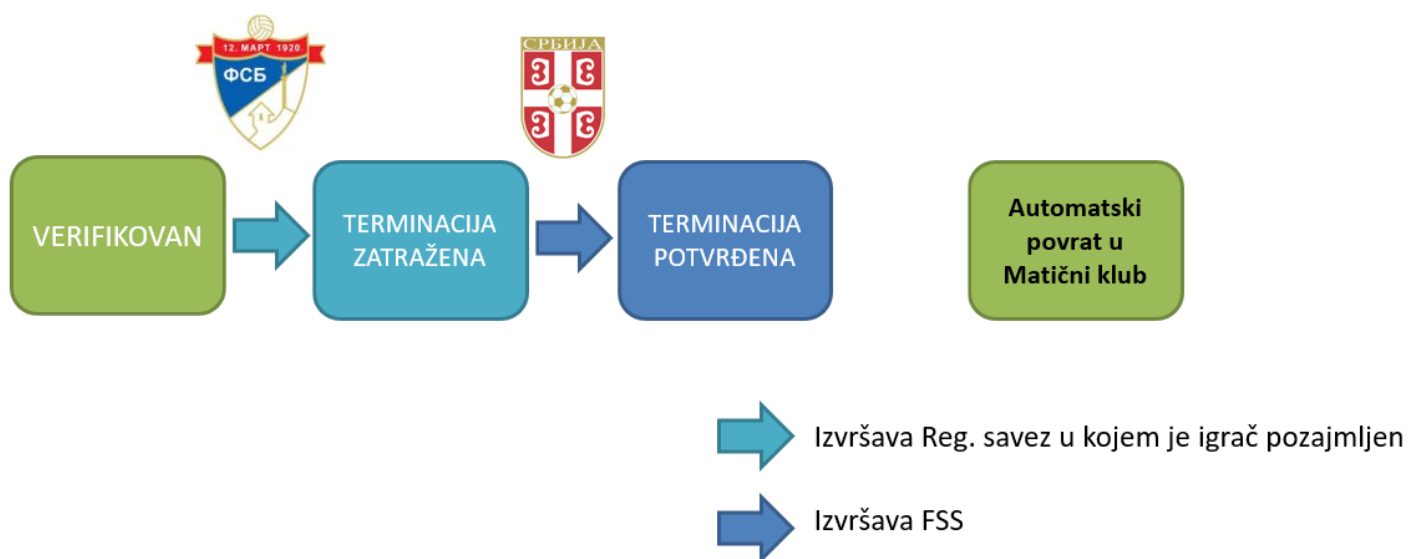 12. МАРТ 1920.
ФСБ
СРБИЈА
VERIFIKOVAN
TERMINACIJA
ZATRAŽENA
TERMINACIJA
POTVRĐENA
Automatski
povrat u
Matični klub
Izvršava Reg. savez u kojem je igrač pozajmljen
Izvršava FSS